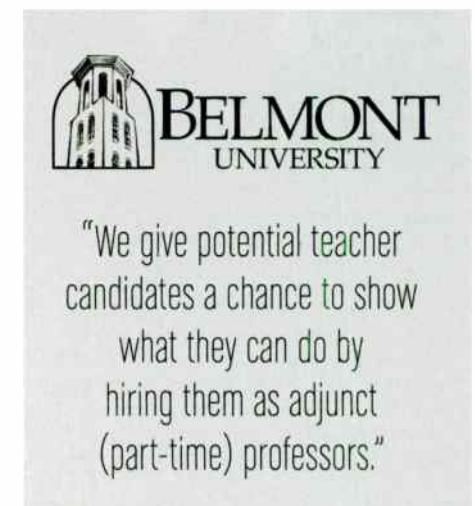 BELMONT
UNIVERSITY
"We give potential teacher
candidates a chance to show
what they can do by
hiring them as adjunct
(part-time) professors."